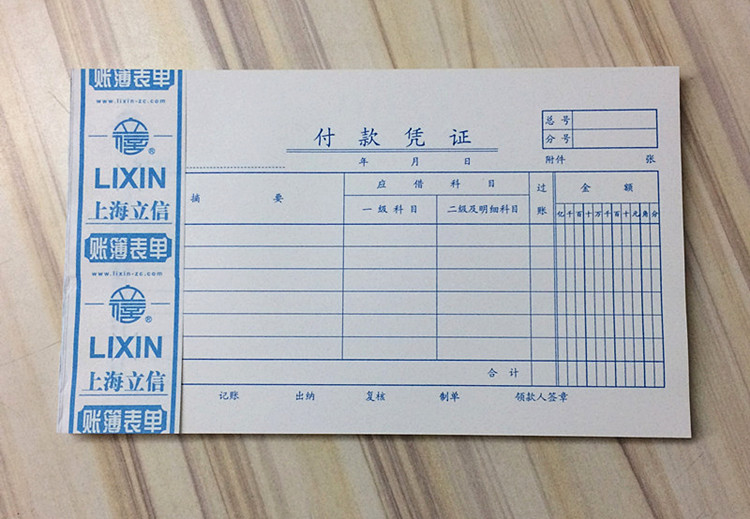 账簿表单
www.lixin-zc.com
®
LIXIN
上海立信
账簿表单
www.lixin-zc.com
®
LIXIN
上海立信
账簿表单
付款凭证
年 月 日
总号
分号
附件 张
摘要
应借科目
一级科目
二级及明细科目
过账
金额
亿千百十万千百十元角分
合计
记账 出纳 复核 制单 领款人签章